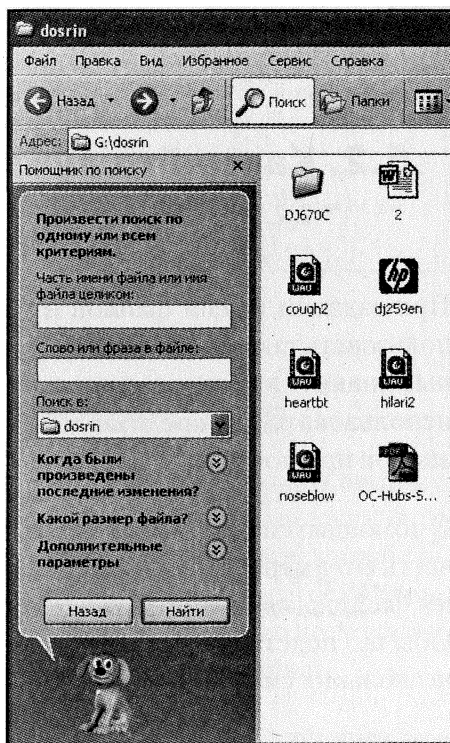 dosrin
Файл Правка Вид Избранное Сервис Справка
Назад Поиск Папки
Адрес: G:\dosrin
Помощник по поиску
Произвести поиск по
одному или всем
критериям.
Часть имени файла или имя
файла целиком:
Слово или фраза в файле:
Поиск в:
dosrin
Когда были
произведены
последние изменения?
Какой размер файла?
Дополнительные
параметры
Назад Найти
DJ670C 2
cough2 dj259en
heartbt hilari2
noseblow OC-Hubs-S...